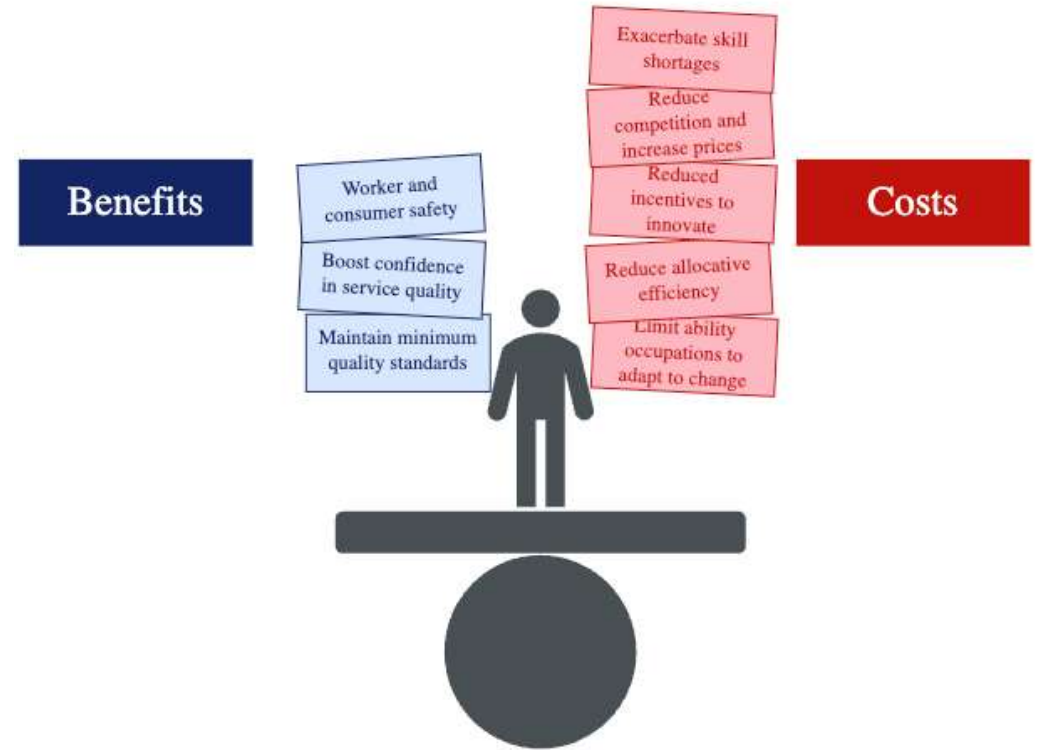 Benefits
Worker and
consumer safety
Boost confidence
in service quality
Maintain minimum
quality standards
Exacerbate skill
shortages
Reduce
competition and
increase prices
Reduced
incentives to
innovate
Reduce allocative
efficiency
Limit ability
occupations to
adapt to change
Costs